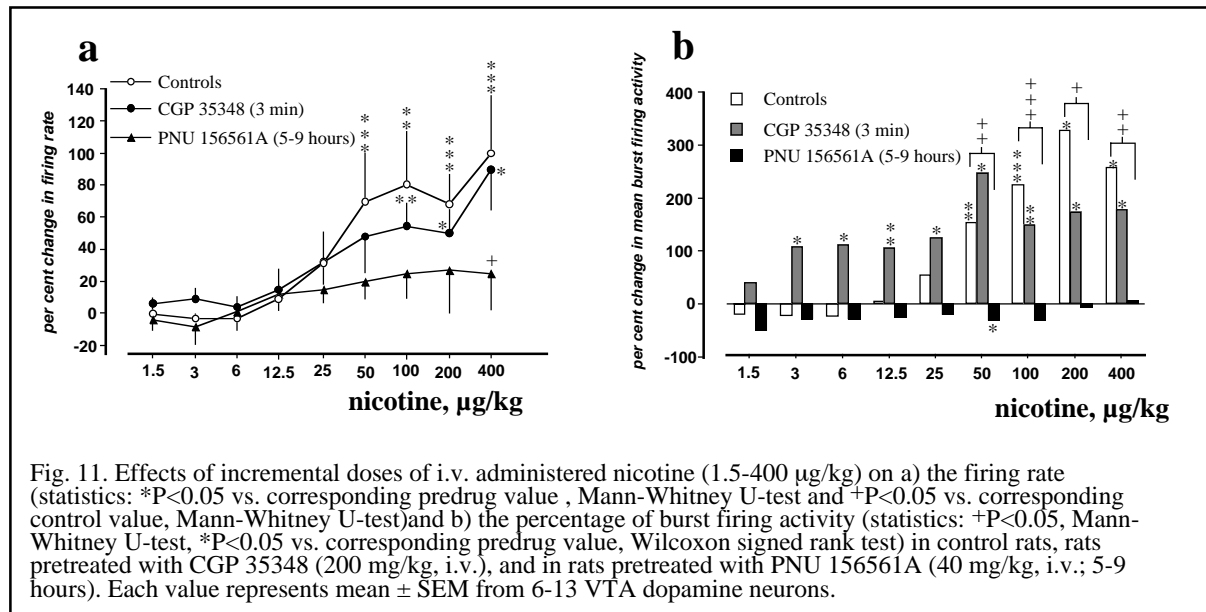 a
Controls
CGP 35348 (3 min)
PNU 156561A (5-9 hours)
per cent change in firing rate
140
120
100
80
60
40
20
0
-20
***
**
***
***
**
*
*
+
1.5 3 6 12.5 25 50 100 200 400
nicotine, µg/kg
b
Controls
CGP 35348 (3 min)
PNU 156561A (5-9 hours)
per cent change in mean burst firing activity
400
300
200
100
0
-100
++
+++
+
++
* * ** * ** * *** ** * * * *
*
1.5 3 6 12.5 25 50 100 200 400
nicotine, µg/kg
Fig. 11. Effects of incremental doses of i.v. administered nicotine (1.5-400 µg/kg) on a) the firing rate
(statistics: *P<0.05 vs. corresponding predrug value , Mann-Whitney U-test and +P<0.05 vs. corresponding
control value, Mann-Whitney U-test)and b) the percentage of burst firing activity (statistics: +P<0.05, Mann-
Whitney U-test, *P<0.05 vs. corresponding predrug value, Wilcoxon signed rank test) in control rats, rats
pretreated with CGP 35348 (200 mg/kg, i.v.), and in rats pretreated with PNU 156561A (40 mg/kg, i.v.; 5-9
hours). Each value represents mean ± SEM from 6-13 VTA dopamine neurons.